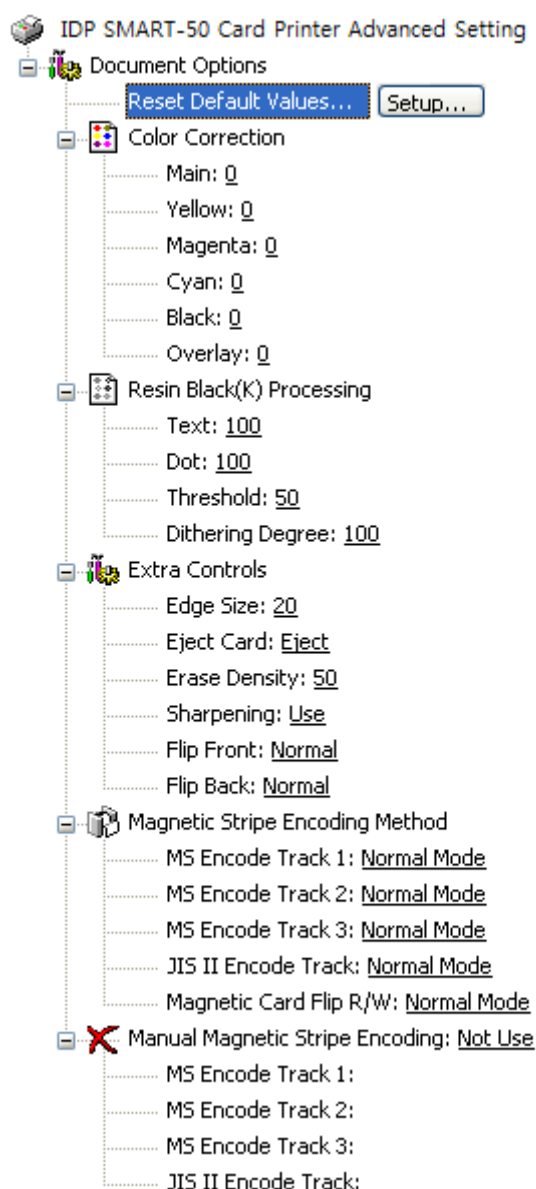 IDP SMART-50 Card Printer Advanced Setting
Document Options
Reset Default Values... Setup...
Color Correction
Main: 0
Yellow: 0
Magenta: 0
Cyan: 0
Black: 0
Overlay: 0
Resin Black(K) Processing
Text: 100
Dot: 100
Threshold: 50
Dithering Degree: 100
Extra Controls
Edge Size: 20
Eject Card: Eject
Erase Density: 50
Sharpening: Use
Flip Front: Normal
Flip Back: Normal
Magnetic Stripe Encoding Method
MS Encode Track 1: Normal Mode
MS Encode Track 2: Normal Mode
MS Encode Track 3: Normal Mode
JIS II Encode Track: Normal Mode
Magnetic Card Flip R/W: Normal Mode
Manual Magnetic Stripe Encoding: Not Use
MS Encode Track 1:
MS Encode Track 2:
MS Encode Track 3:
JIS II Encode Track: